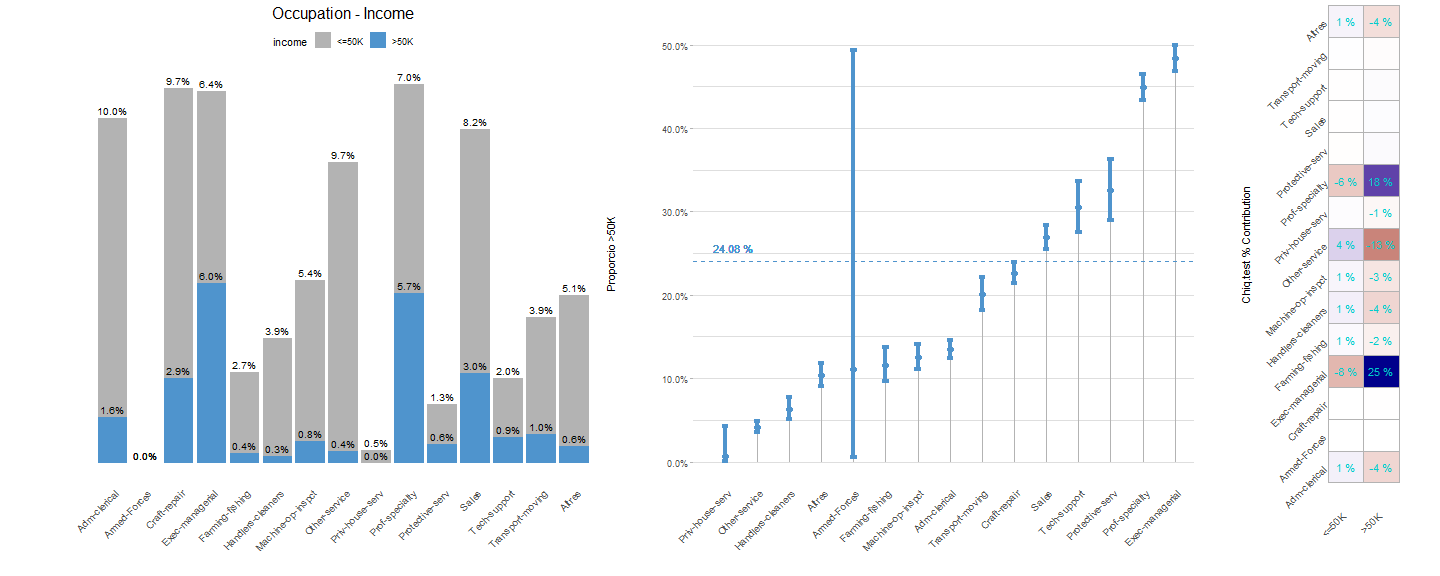 Occupation - Income
income <=50K >50K
10.0%
9.7%
6.4%
2.7%
3.9%
5.4%
9.7%
0.5%
7.0%
1.3%
8.2%
2.0%
3.9%
5.1%
1.6%
0.0%
2.9%
6.0%
0.4%
0.3%
0.8%
0.4%
0.0%
5.7%
0.6%
3.0%
0.9%
1.0%
0.6%
Adm-clerical
Armed-Forces
Craft-repair
Exec-managerial
Farming-fishing
Handlers-cleaners
Machine-op-inspct
Other-service
Priv-house-serv
Prof-specialty
Protective-serv
Sales
Tech-support
Transport-moving
Altres
Proporcio >50K
50.0%
40.0%
30.0%
20.0%
10.0%
0.0%
24.08 %
Priv-house-serv
Other-service
Handlers-cleaners
Altres
Armed-Forces
Farming-fishing
Machine-op-inspct
Adm-clerical
Transport-moving
Craft-repair
Sales
Tech-support
Protective-serv
Prof-specialty
Exec-managerial
Chiq.test % Contribution
Altres
1 %
-4 %
Transport-moving
Tech-support
Sales
Protective-serv
Prof-specialty
-6 %
18 %
Priv-house-serv
-1 %
Other-service
4 %
-13 %
Machine-op-inspct
1 %
-3 %
Handlers-cleaners
1 %
-4 %
Farming-fishing
1 %
-2 %
Exec-managerial
-8 %
25 %
Craft-repair
Armed-Forces
Adm-clerical
1 %
-4 %
<=50K
>50K